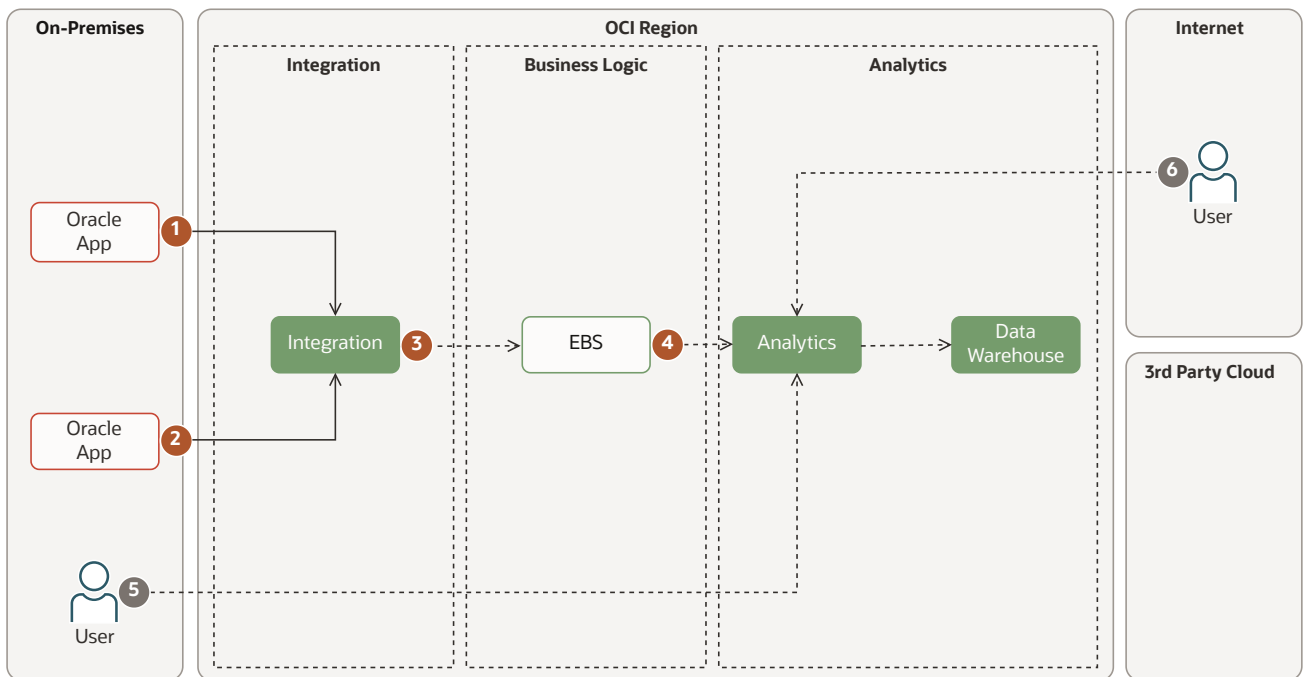 On-Premises
OCI Region
Internet
Integration
Business Logic
Analytics
6
User
Oracle
App
1
Integration
3
EBS
4
Analytics
Data
Warehouse
3rd Party Cloud
Oracle
App
2
5
User